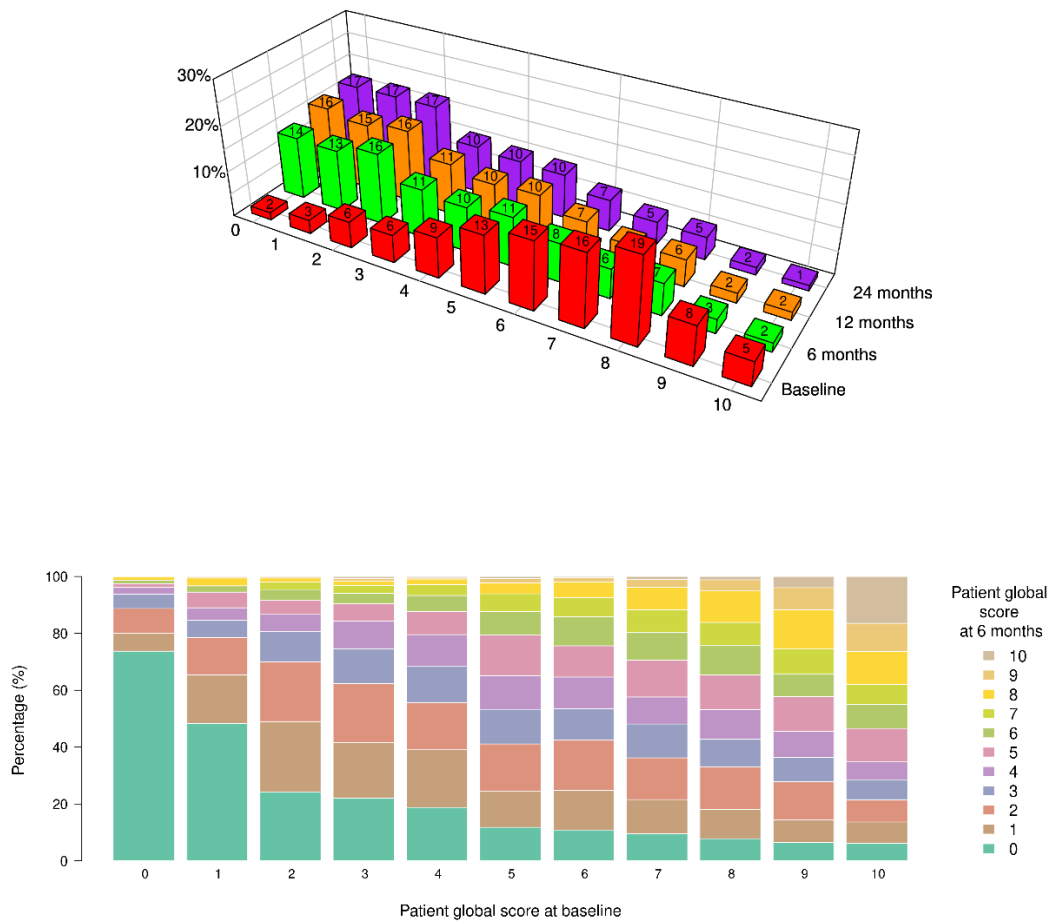 30%
20%
10%
17 17 17 10 10 10 7 5 5 2 1
16 15 16 11 10 10 7 6 2 2
14 13 16 11 10 11 8 6 7 3 2
2 3 6 6 9 13 15 16 19 8 5
0 1 2 3 4 5 6 7 8 9 10
24 months
12 months
6 months
Baseline
Percentage (%)
100
80
60
40
20
0
0 1 2 3 4 5 6 7 8 9 10
Patient global score at baseline
Patient global
score
at 6 months
10
9
8
7
6
5
4
3
2
1
0